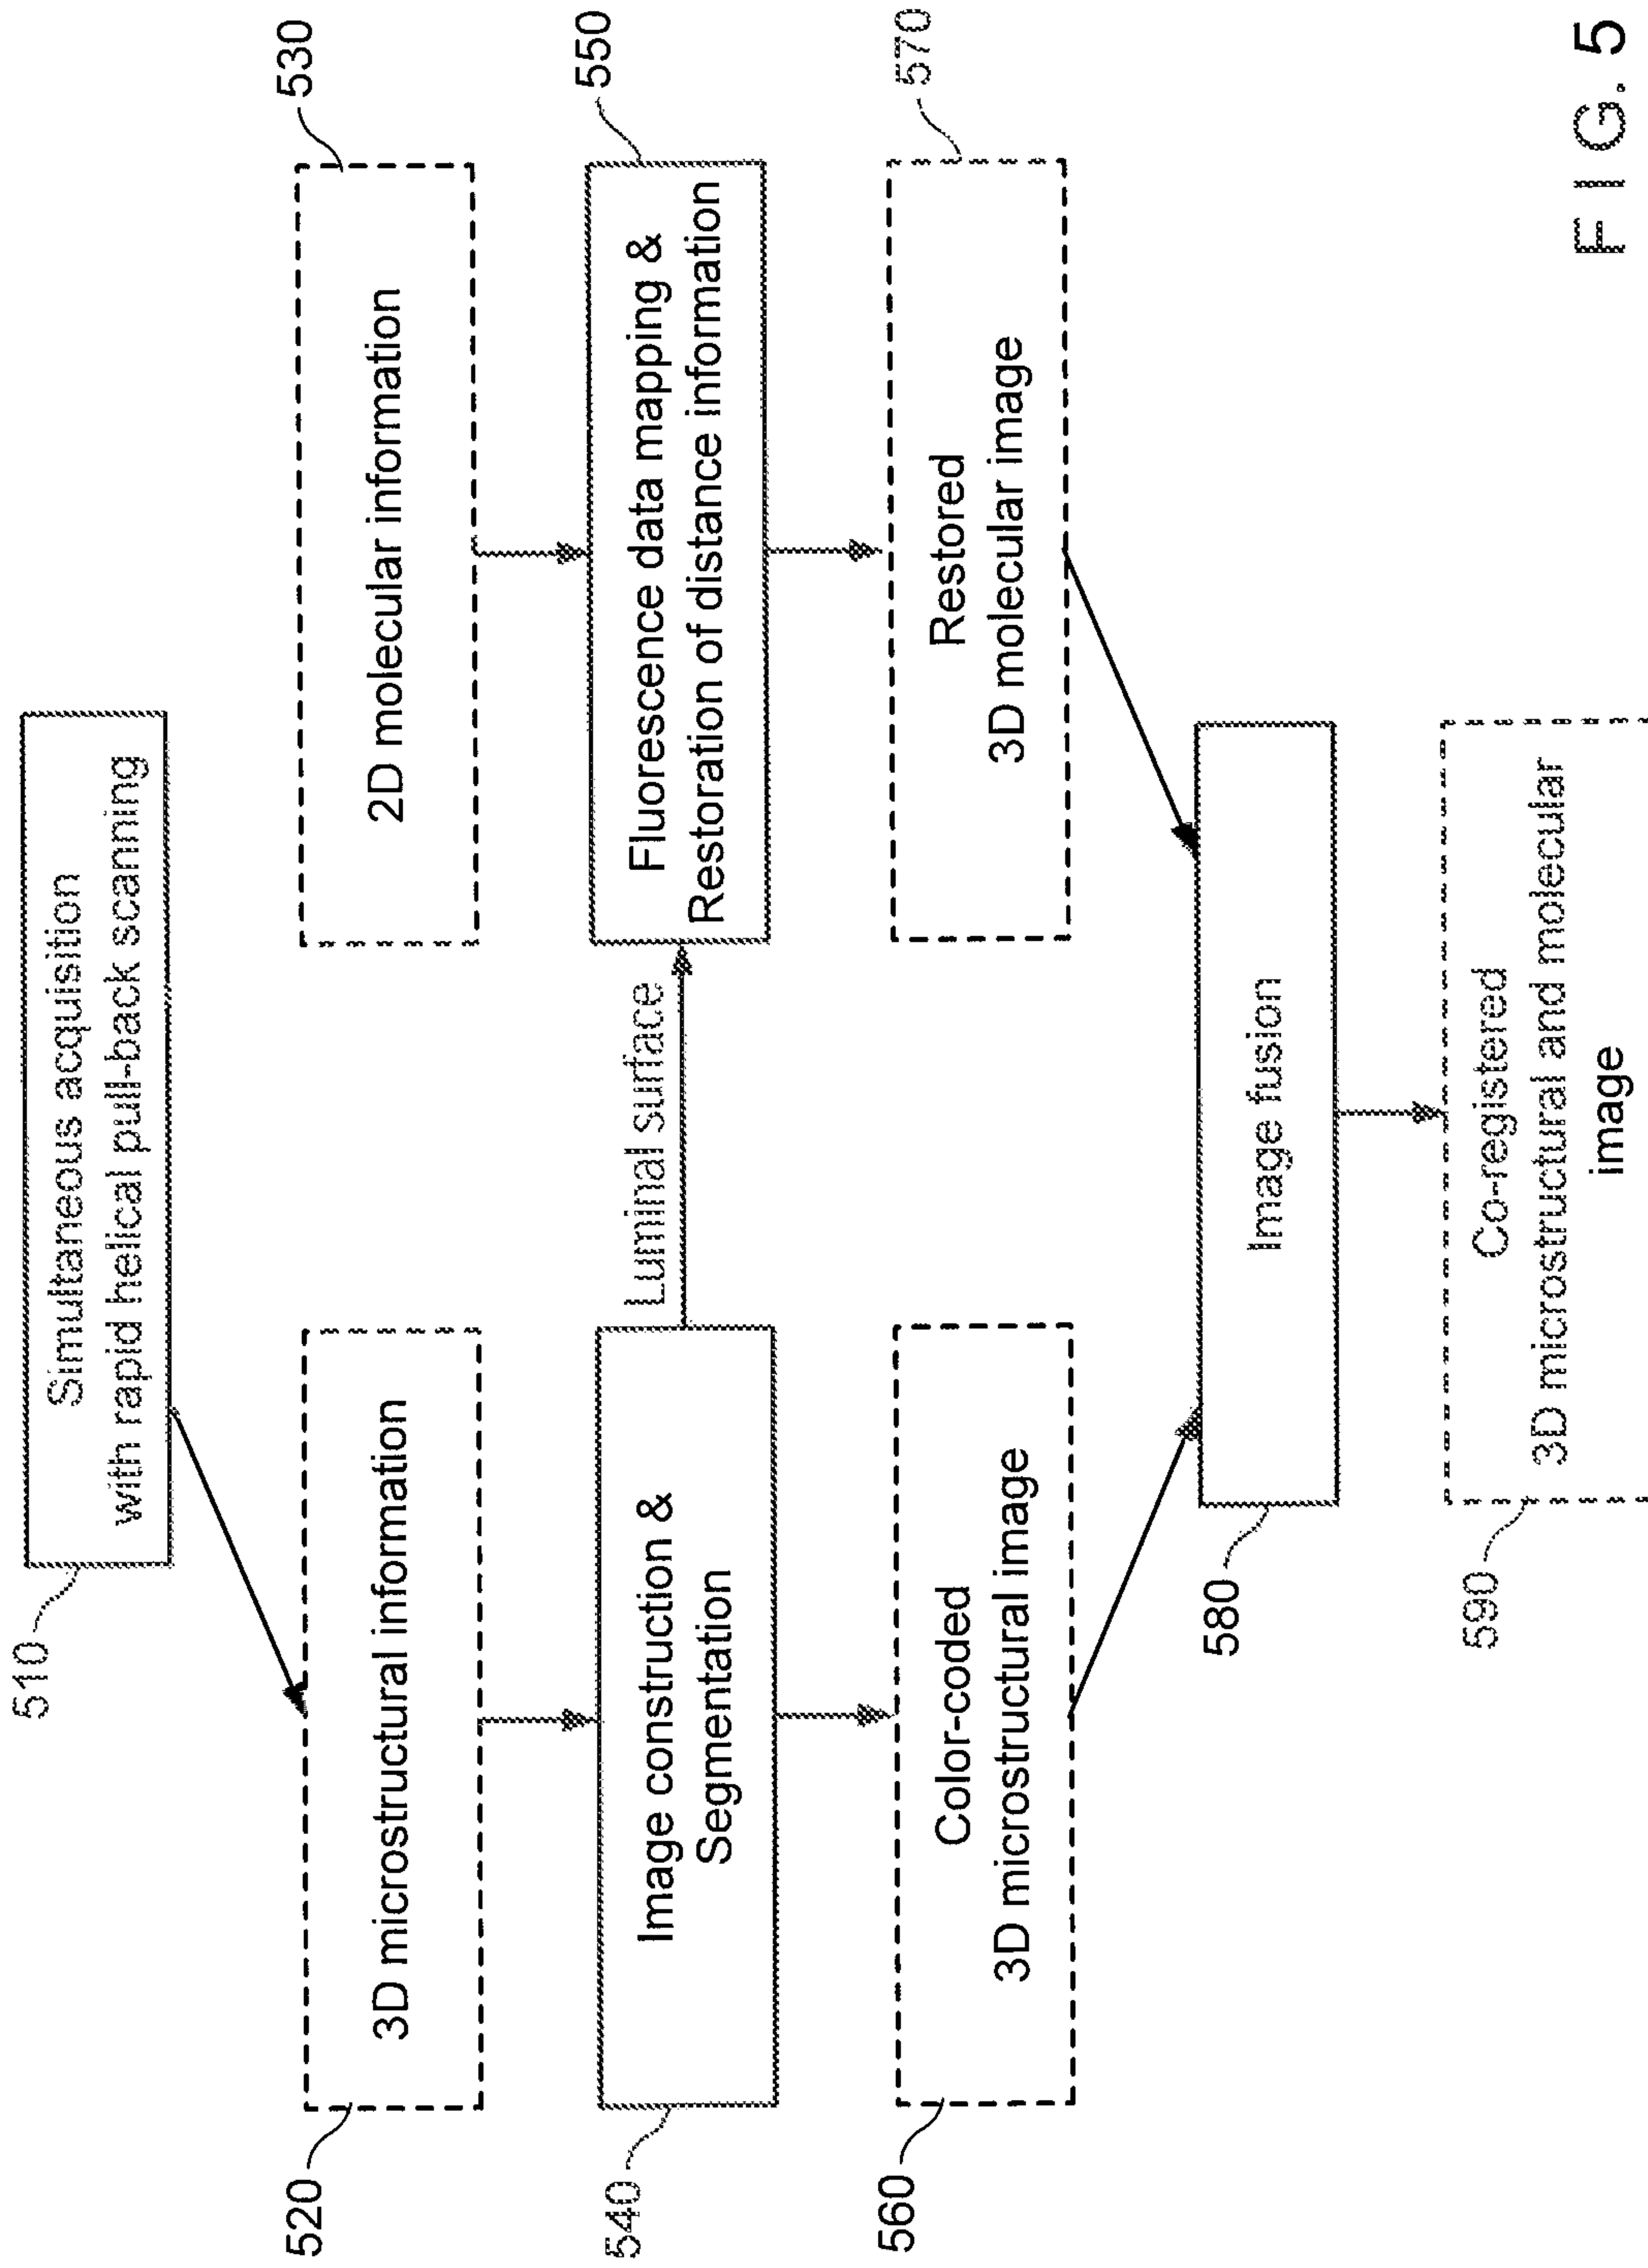 510
Simultaneous acquisition
with rapid helical pull-back scanning
520
3D microstructural information
530
2D molecular information
540
Image construction &
Segmentation
Luminal surface
550
Fluorescence data mapping &
Restoration of distance information
560
Color-coded
3D microstructural image
570
Restored
3D molecular image
580
Image fusion
590
Co-registered
3D microstructural and molecular
image
FIG. 5